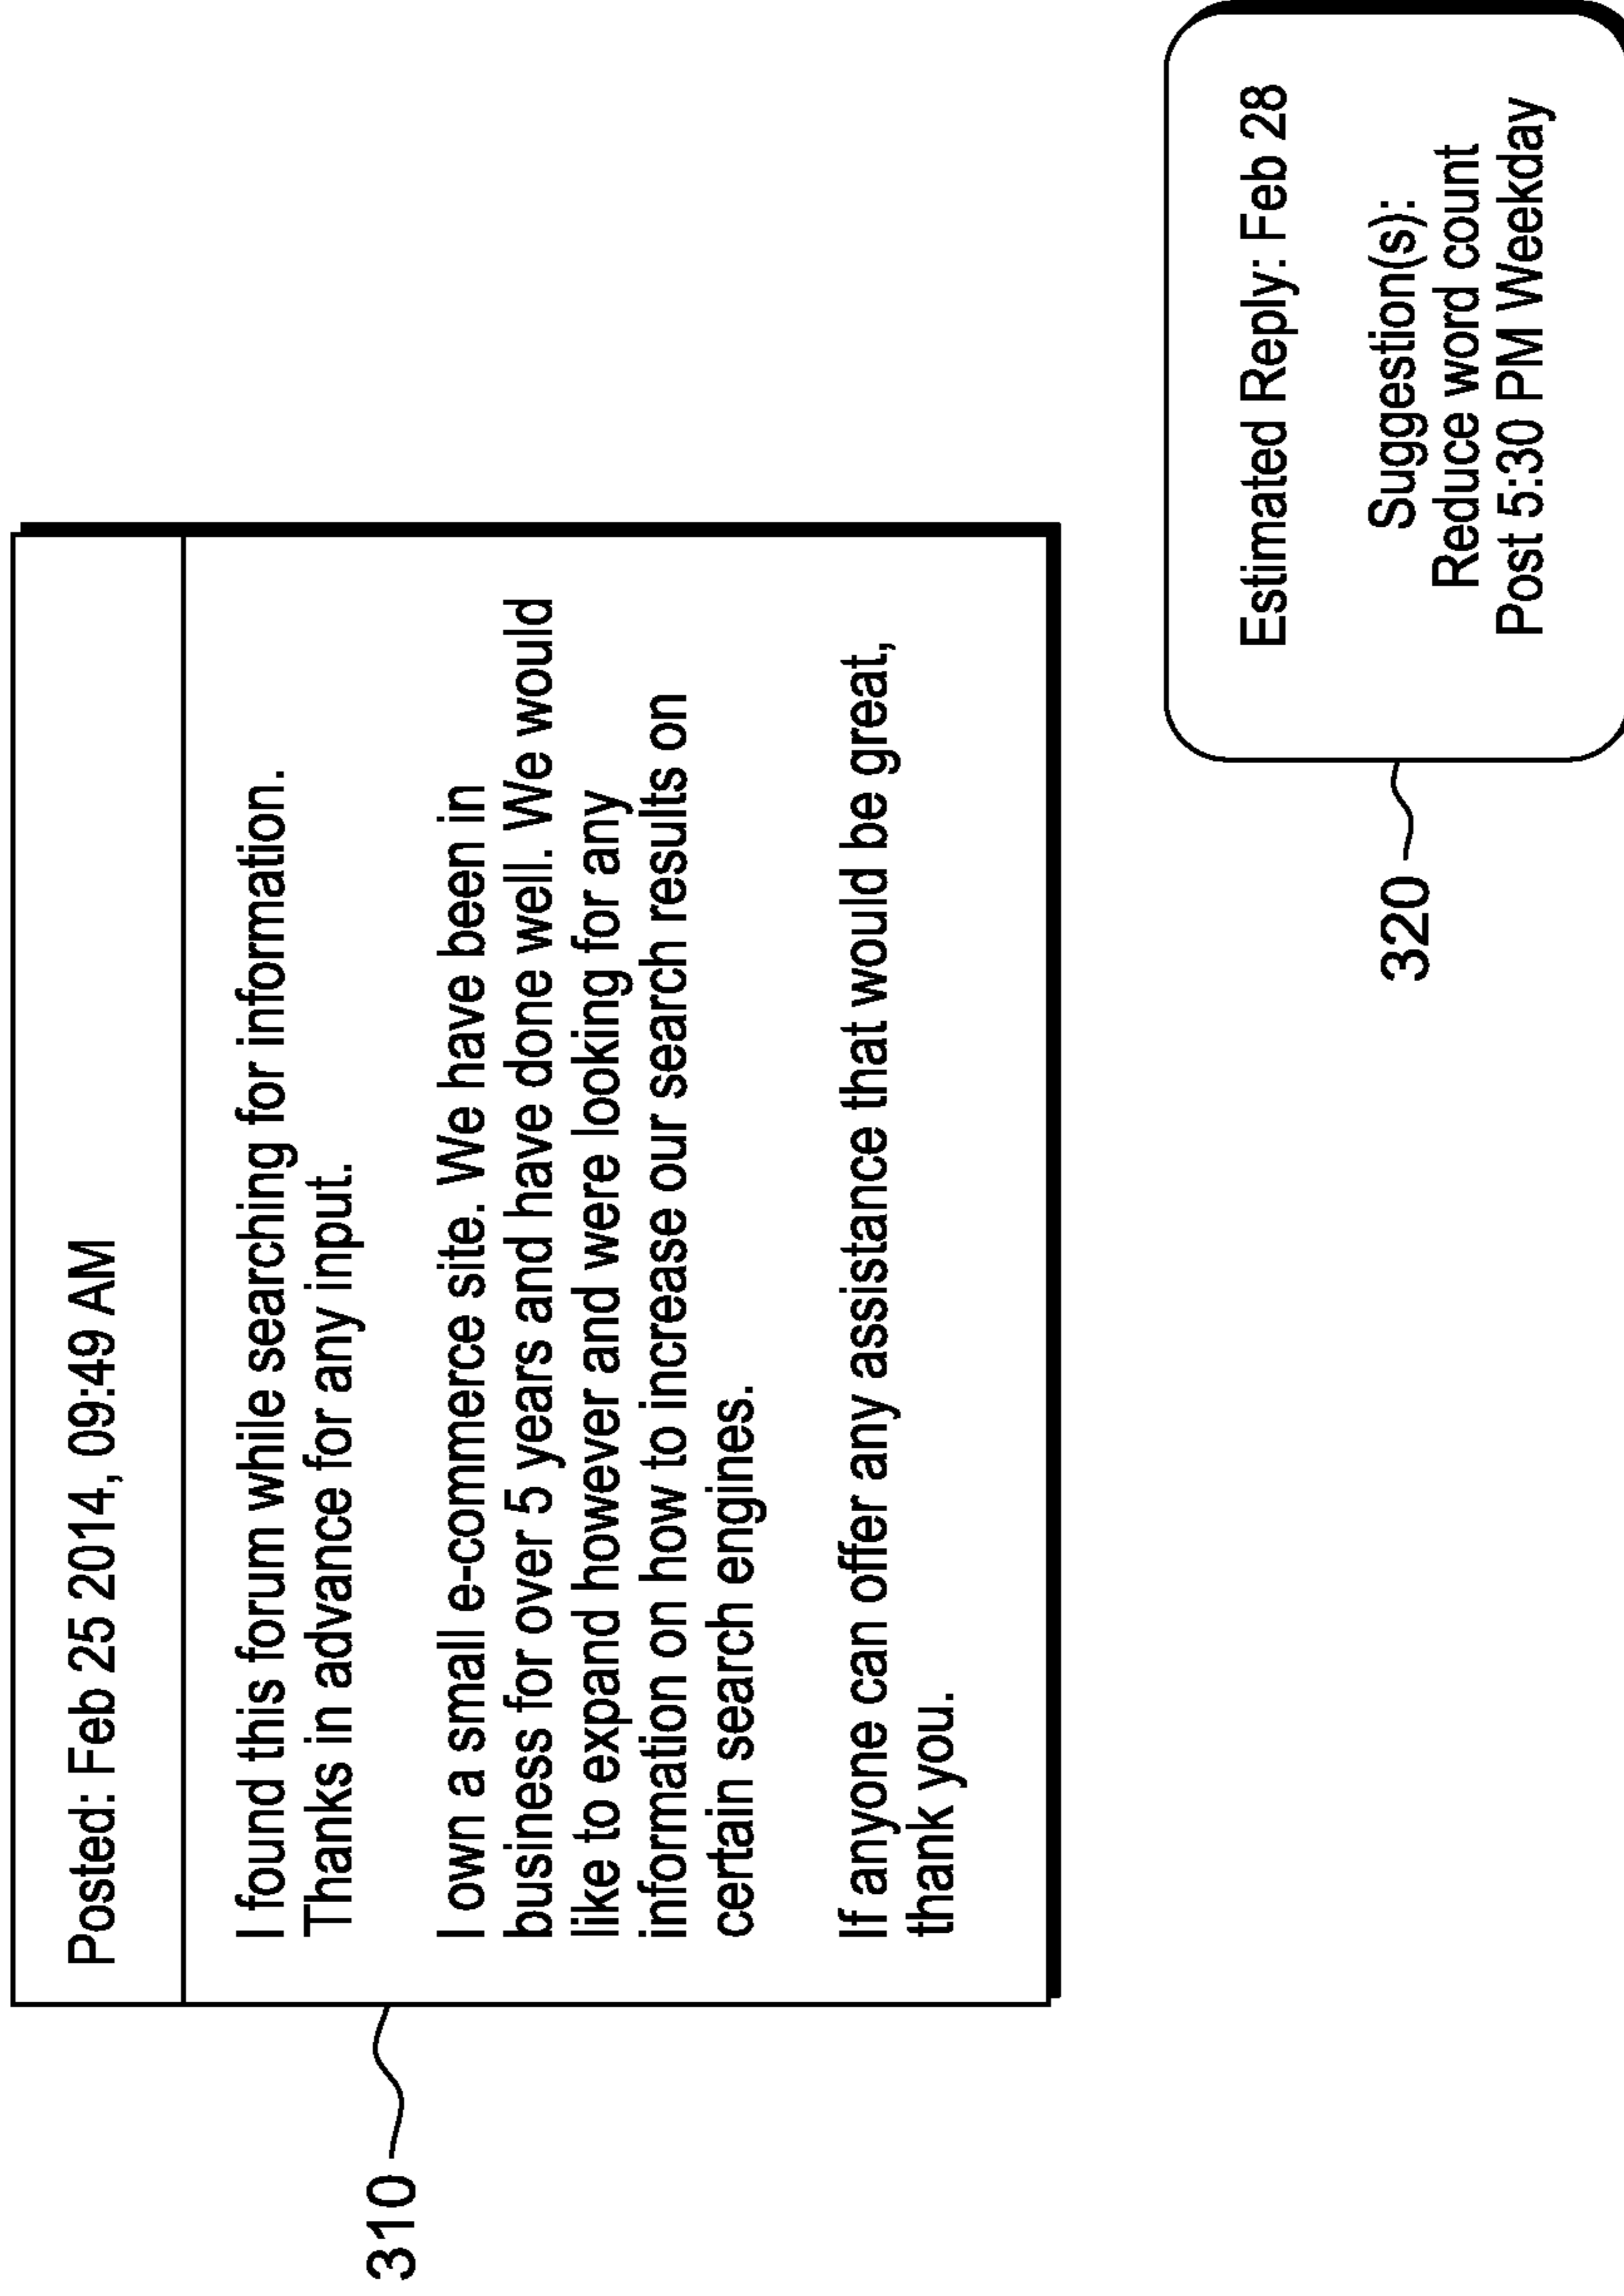 Posted: Feb 25 2014, 09:49 AM
I found this forum while searching for information.
Thanks in advance for any input.
I own a small e-commerce site. We have been in
business for over 5 years and have done well. We would
like to expand however and were looking for any
information on how to increase our search results on
certain search engines.
If anyone can offer any assistance that would be great,
thank you.
310
Estimated Reply: Feb 28
Suggestion(s):
Reduce word count
Post 5:30 PM Weekday
320